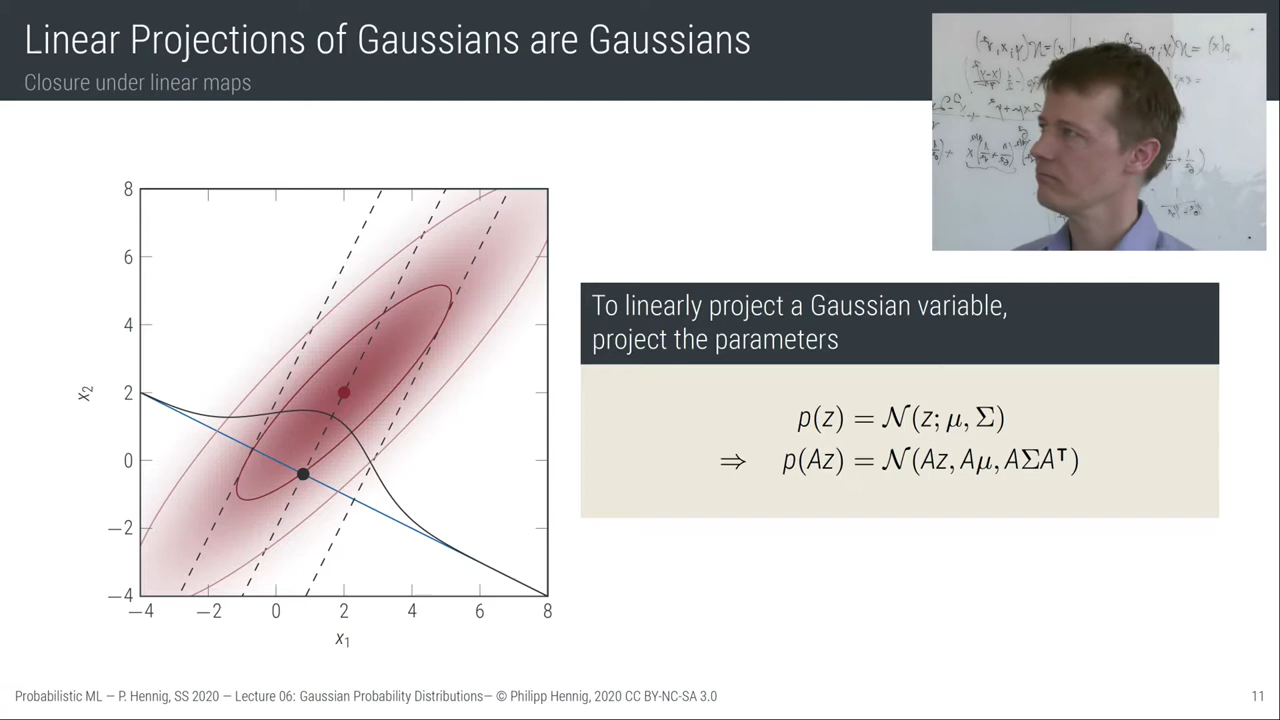 Linear Projections of Gaussians are Gaussians
Closure under linear maps
8
6
4
2
0
−2
−4
x₂
−4 −2 0 2 4 6 8
x₁
To linearly project a Gaussian variable,
project the parameters
p(z) = 𝒩(z; μ, Σ)
⇒ p(Az) = 𝒩(Az, Aμ, AΣAᵀ)
Probabilistic ML — P. Hennig, SS 2020 — Lecture 06: Gaussian Probability Distributions— © Philipp Hennig, 2020 CC BY-NC-SA 3.0
11